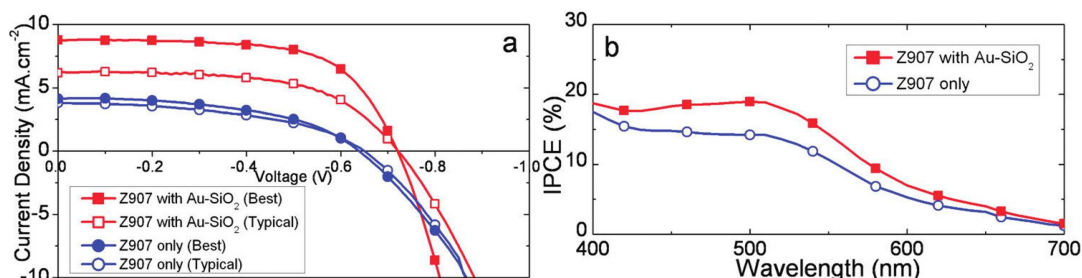 a
10
5
0
-5
-10
Current Density (mA.cm-2)
0.0
-0.2
-0.4
-0.6
-0.8
-1.0
Voltage (V)
Z907 with Au-SiO2 (Best)
Z907 with Au-SiO2 (Typical)
Z907 only (Best)
Z907 only (Typical)
b
30
20
10
0
IPCE (%)
Z907 with Au-SiO2
Z907 only
400
500
600
700
Wavelength (nm)